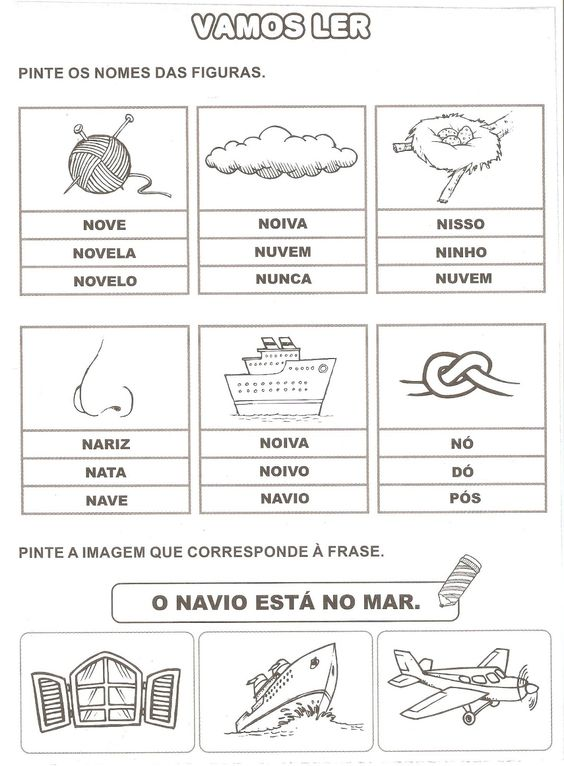 VAMOS LER
PINTE OS NOMES DAS FIGURAS.
NOVE
NOVELA
NOVELO
NOIVA
NUVEM
NUNCA
NISSO
NINHO
NUVEM
NARIZ
NATA
NAVE
NOIVA
NOIVO
NAVIO
NÓ
DÓ
PÓS
PINTE A IMAGEM QUE CORRESPONDE À FRASE.
O NAVIO ESTÁ NO MAR.